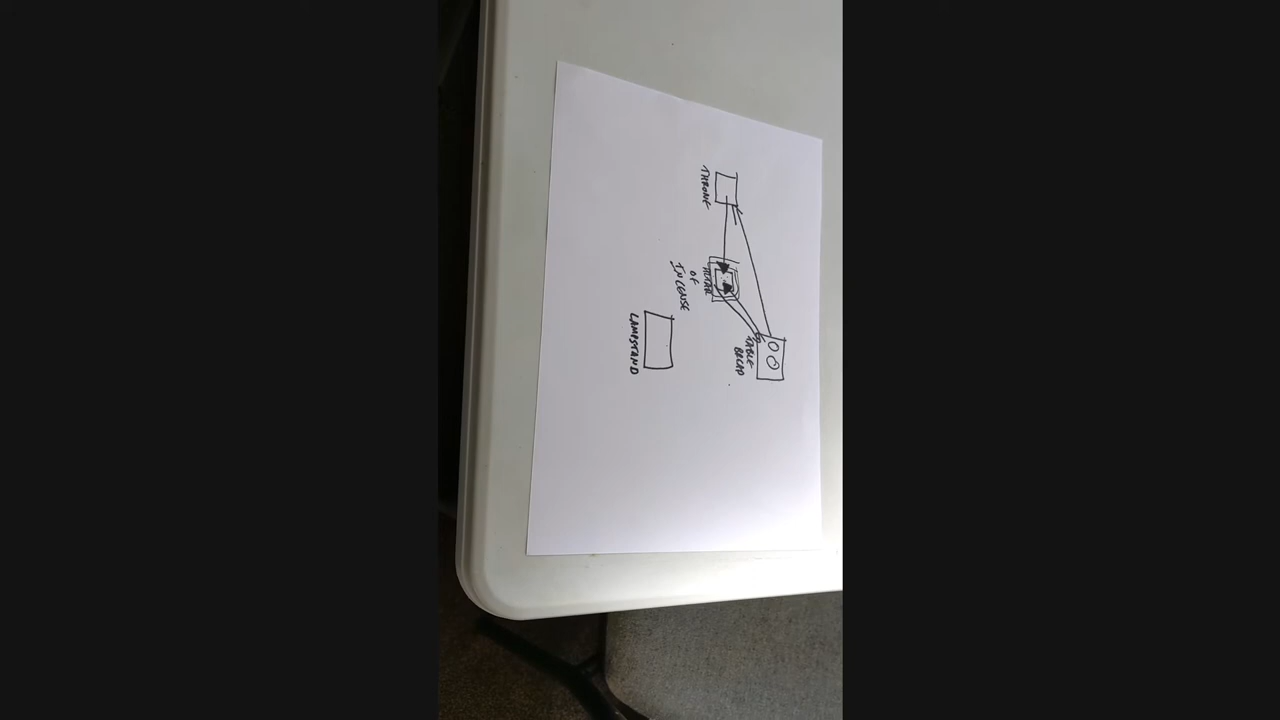 THRONE
ALTAR
OF
INCENSE
LAMPSTAND
TABLE
BREAD